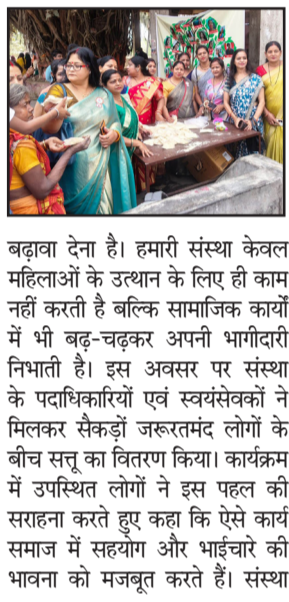 बढ़ावा देना है। हमारी संस्था केवल
महिलाओं के उत्थान के लिए ही काम
नहीं करती है बल्कि सामाजिक कार्यों
में भी बढ़-चढ़कर अपनी भागीदारी
निभाती है। इस अवसर पर संस्था
के पदाधिकारियों एवं स्वयंसेवकों ने
मिलकर सैकड़ों जरूरतमंद लोगों के
बीच सत्तू का वितरण किया। कार्यक्रम
में उपस्थित लोगों ने इस पहल की
सराहना करते हुए कहा कि ऐसे कार्य
समाज में सहयोग और भाईचारे की
भावना को मजबूत करते हैं। संस्था